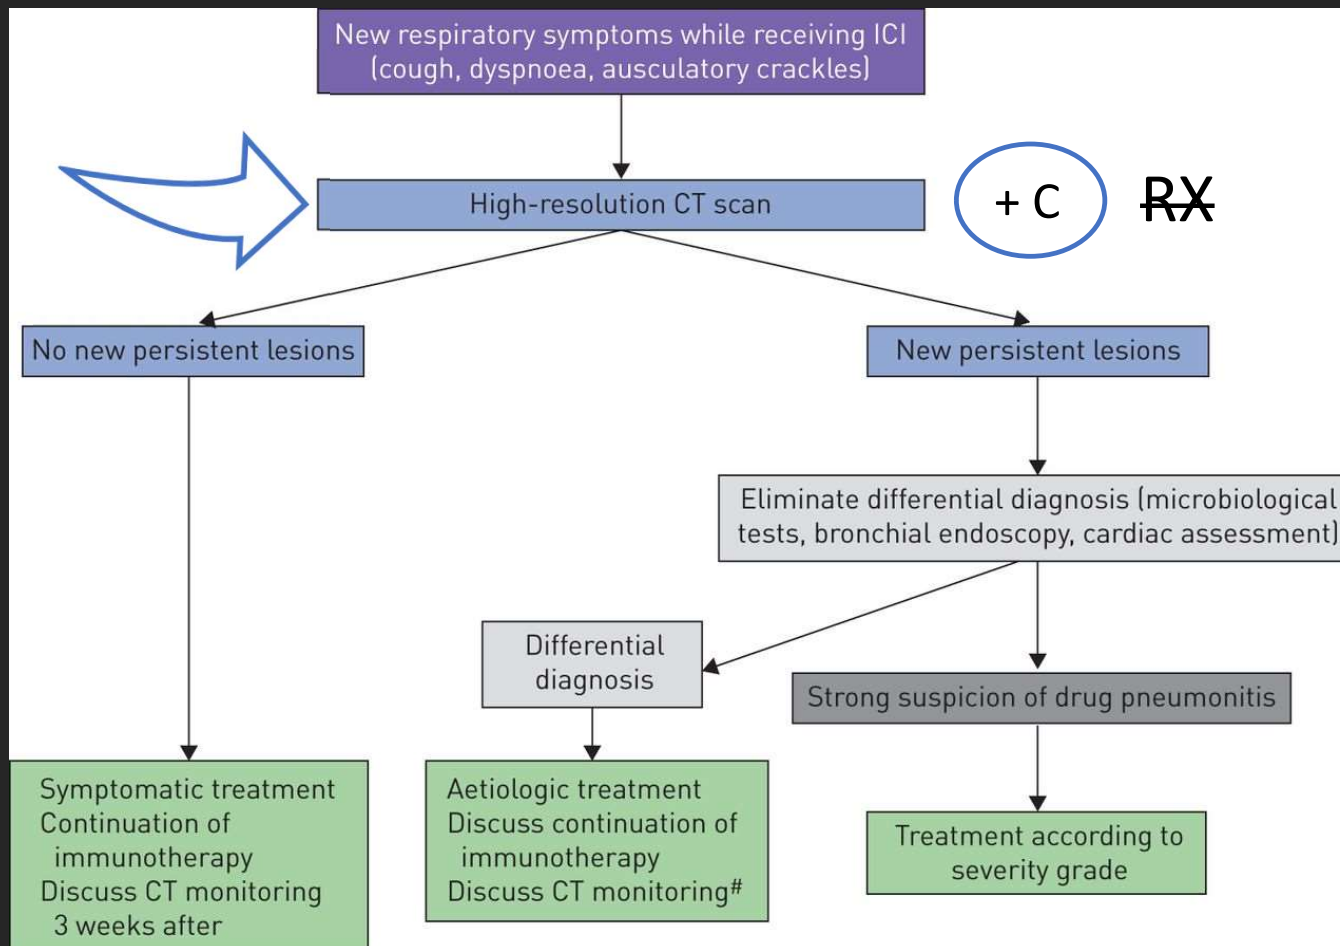 New respiratory symptoms while receiving ICI
(cough, dyspnoea, ausculatory crackles)
High-resolution CT scan
+ C
RX
No new persistent lesions
New persistent lesions
Eliminate differential diagnosis (microbiological
tests, bronchial endoscopy, cardiac assessment)
Differential
diagnosis
Strong suspicion of drug pneumonitis
Symptomatic treatment
Continuation of
immunotherapy
Discuss CT monitoring
3 weeks after
Aetiologic treatment
Discuss continuation of
immunotherapy
Discuss CT monitoring#
Treatment according to
severity grade